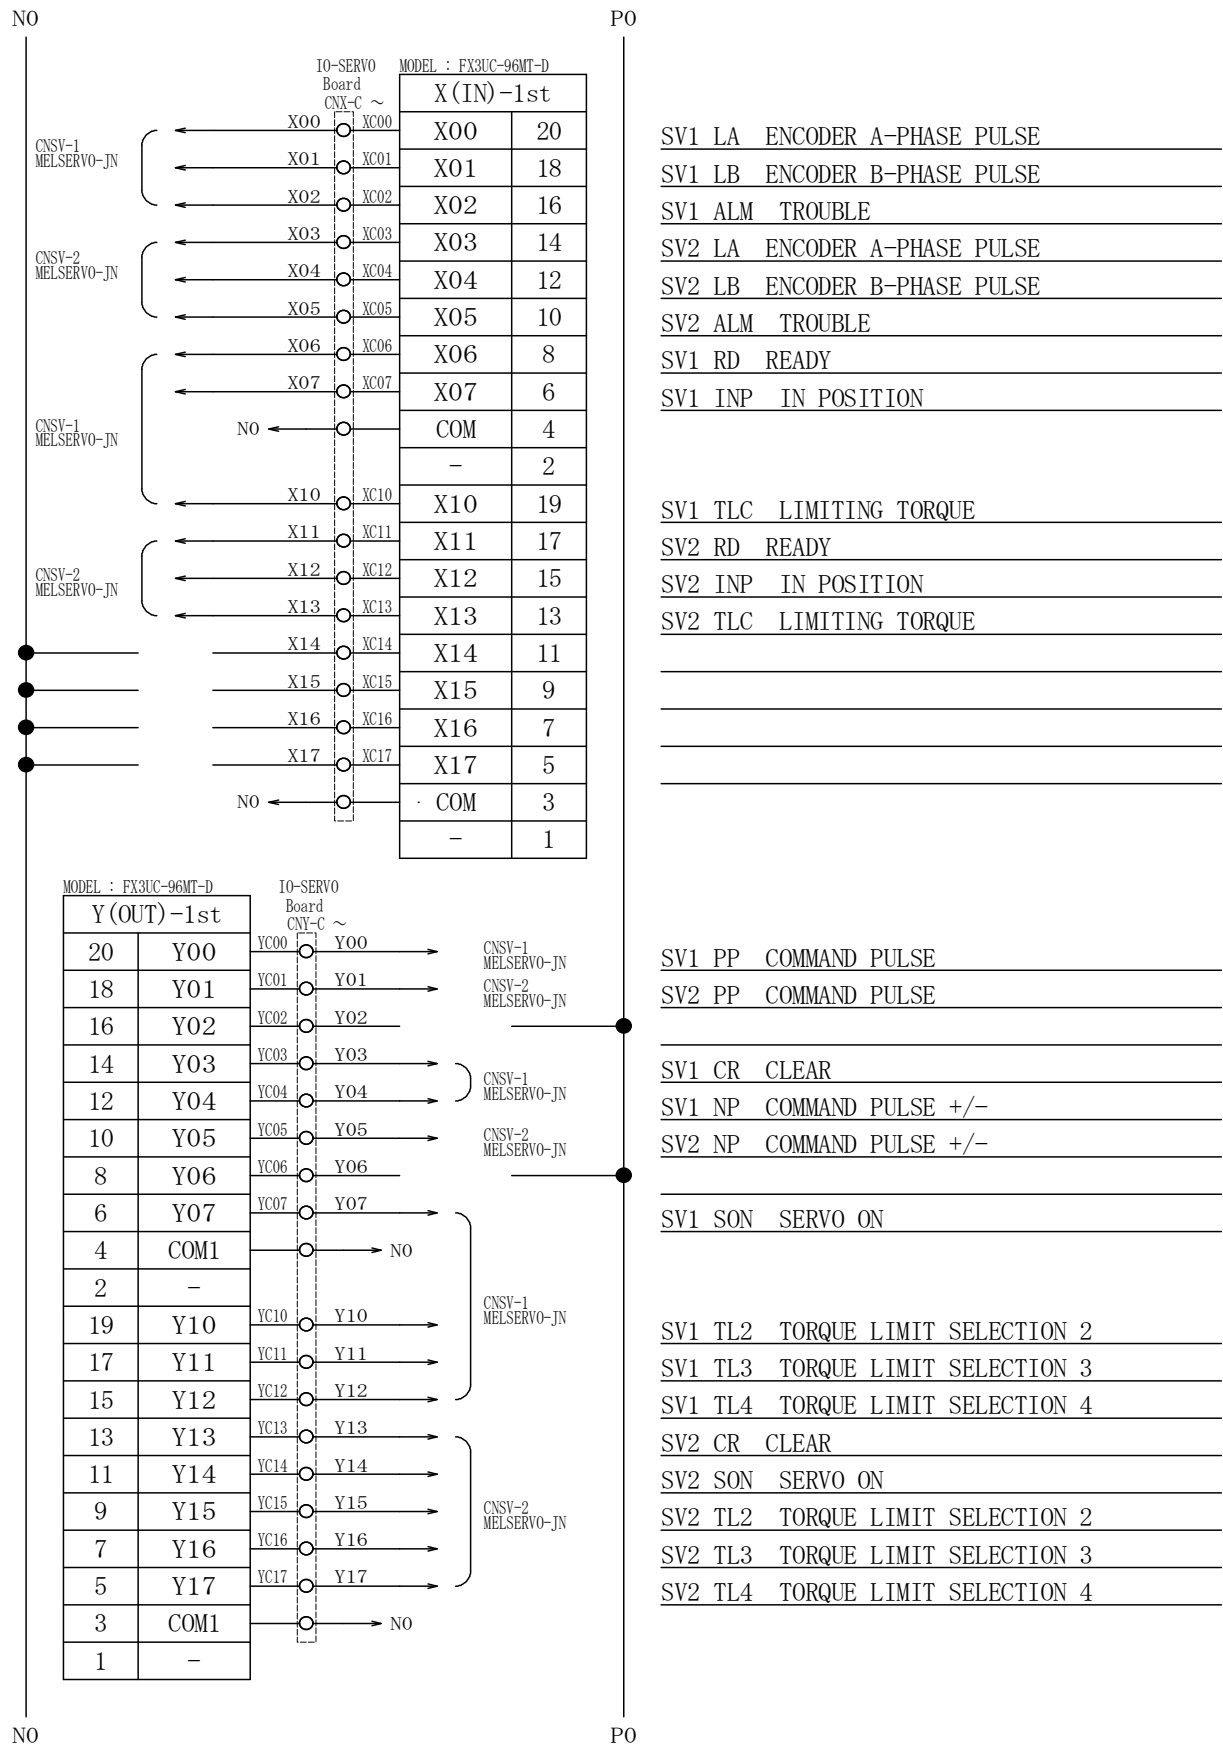 N0 P0
IO-SERVO MODEL : FX3UC-96MT-D
Board X(IN)-1st
CNX-C ~
X00 XC00 X00 20 SV1 LA ENCODER A-PHASE PULSE
CNSV-1
MELSERVO-JN
X01 XC01 X01 18 SV1 LB ENCODER B-PHASE PULSE
X02 XC02 X02 16 SV1 ALM TROUBLE
X03 XC03 X03 14 SV2 LA ENCODER A-PHASE PULSE
CNSV-2
MELSERVO-JN
X04 XC04 X04 12 SV2 LB ENCODER B-PHASE PULSE
X05 XC05 X05 10 SV2 ALM TROUBLE
X06 XC06 X06 8 SV1 RD READY
X07 XC07 X07 6 SV1 INP IN POSITION
CNSV-1
MELSERVO-JN
N0 COM 4
- 2
X10 XC10 X10 19 SV1 TLC LIMITING TORQUE
X11 XC11 X11 17 SV2 RD READY
CNSV-2
MELSERVO-JN
X12 XC12 X12 15 SV2 INP IN POSITION
X13 XC13 X13 13 SV2 TLC LIMITING TORQUE
X14 XC14 X14 11
X15 XC15 X15 9
X16 XC16 X16 7
X17 XC17 X17 5
N0 COM 3
- 1
MODEL : FX3UC-96MT-D IO-SERVO
Y(OUT)-1st Board
CNY-C ~
20 Y00 YC00 Y00 CNSV-1 SV1 PP COMMAND PULSE
MELSERVO-JN
18 Y01 YC01 Y01 CNSV-2 SV2 PP COMMAND PULSE
MELSERVO-JN
16 Y02 YC02 Y02
14 Y03 YC03 Y03 SV1 CR CLEAR
CNSV-1
MELSERVO-JN
12 Y04 YC04 Y04 SV1 NP COMMAND PULSE +/-
10 Y05 YC05 Y05 CNSV-2 SV2 NP COMMAND PULSE +/-
MELSERVO-JN
8 Y06 YC06 Y06
6 Y07 YC07 Y07 SV1 SON SERVO ON
4 COM1 N0
2 -
CNSV-1
MELSERVO-JN
19 Y10 YC10 Y10 SV1 TL2 TORQUE LIMIT SELECTION 2
17 Y11 YC11 Y11 SV1 TL3 TORQUE LIMIT SELECTION 3
15 Y12 YC12 Y12 SV1 TL4 TORQUE LIMIT SELECTION 4
13 Y13 YC13 Y13 SV2 CR CLEAR
11 Y14 YC14 Y14 SV2 SON SERVO ON
9 Y15 YC15 Y15 CNSV-2 SV2 TL2 TORQUE LIMIT SELECTION 2
MELSERVO-JN
7 Y16 YC16 Y16 SV2 TL3 TORQUE LIMIT SELECTION 3
5 Y17 YC17 Y17 SV2 TL4 TORQUE LIMIT SELECTION 4
3 COM1 N0
1 -
N0 P0